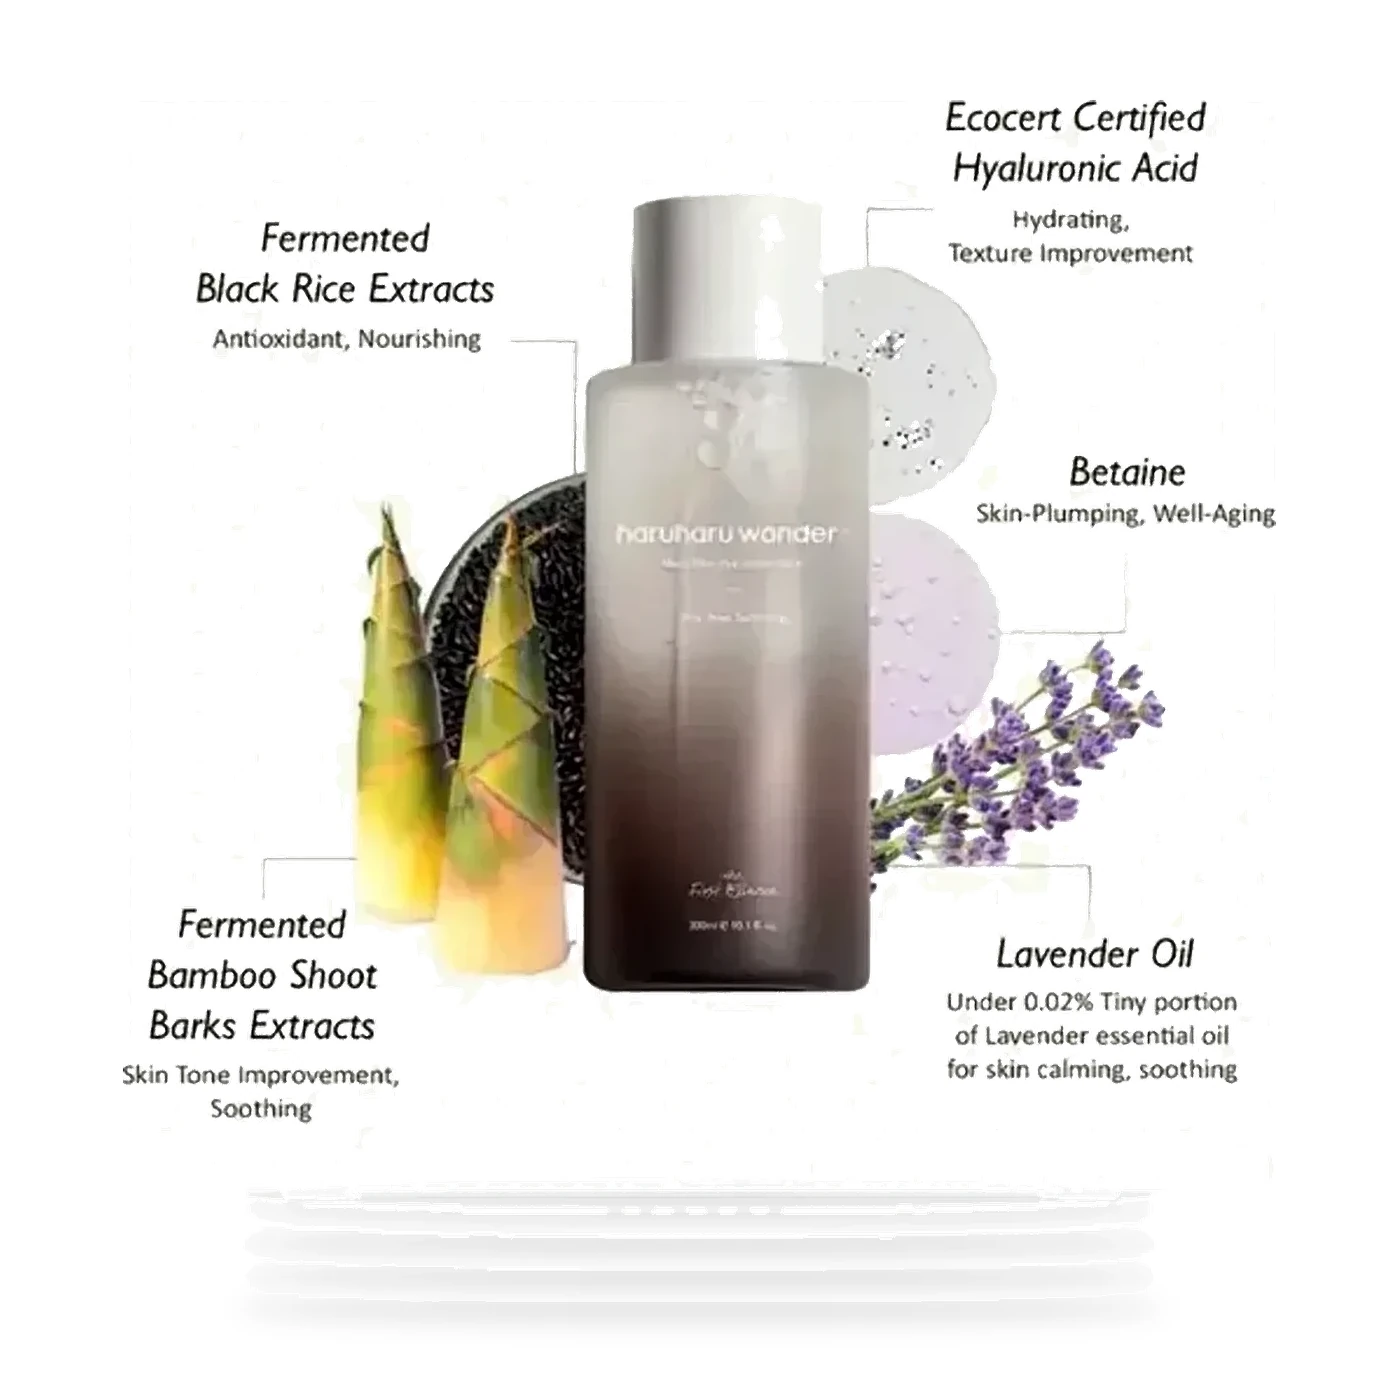 Ecocert Certified
Hyaluronic Acid
Hydrating,
Texture Improvement
Fermented
Black Rice Extracts
Antioxidant, Nourishing
Betaine
Skin-Plumping, Well-Aging
haruharu wonder
First Essence
Fermented
Bamboo Shoot
Barks Extracts
Skin Tone Improvement,
Soothing
Lavender Oil
Under 0.02% Tiny portion
of Lavender essential oil
for skin calming, soothing